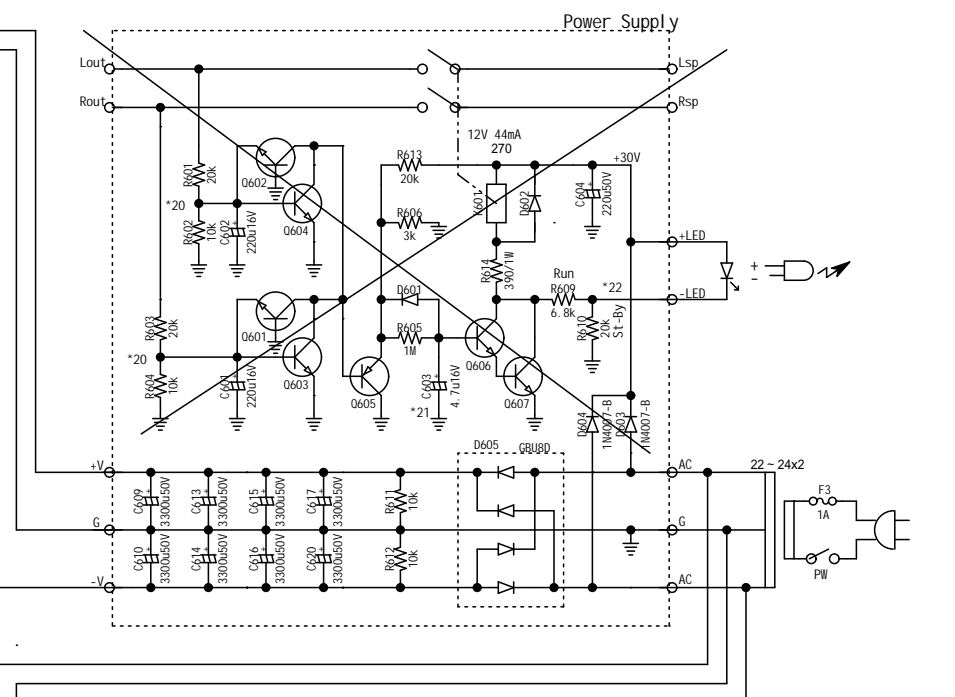 Power Supply
Lout
Lsp
Rout
Rsp
12V 44mA
270
R613
20k
+30V
R601
20k
Q602
*20
R602
10k
C602
220u16V
Q604
R606
3k
K601
D602
C604
220u50V
+LED
+
-
R614
390/1W
Run
R609
6.8k
*22
-LED
D601
R603
20k
Q601
R605
1M
Q606
R610
20k
St-By
*20
R604
10k
C601
220u16V
Q603
Q605
C603
4.7u16V
*21
Q607
D604
1N4007-B
D603
1N4007-B
D605
GBU8D
+V
AC
22~24x2
C609
3300u50V
C613
3300u50V
C615
3300u50V
C617
3300u50V
R611
10k
F3
1A
G
G
C610
3300u50V
C614
3300u50V
C616
3300u50V
C620
3300u50V
R612
10k
PW
-V
AC